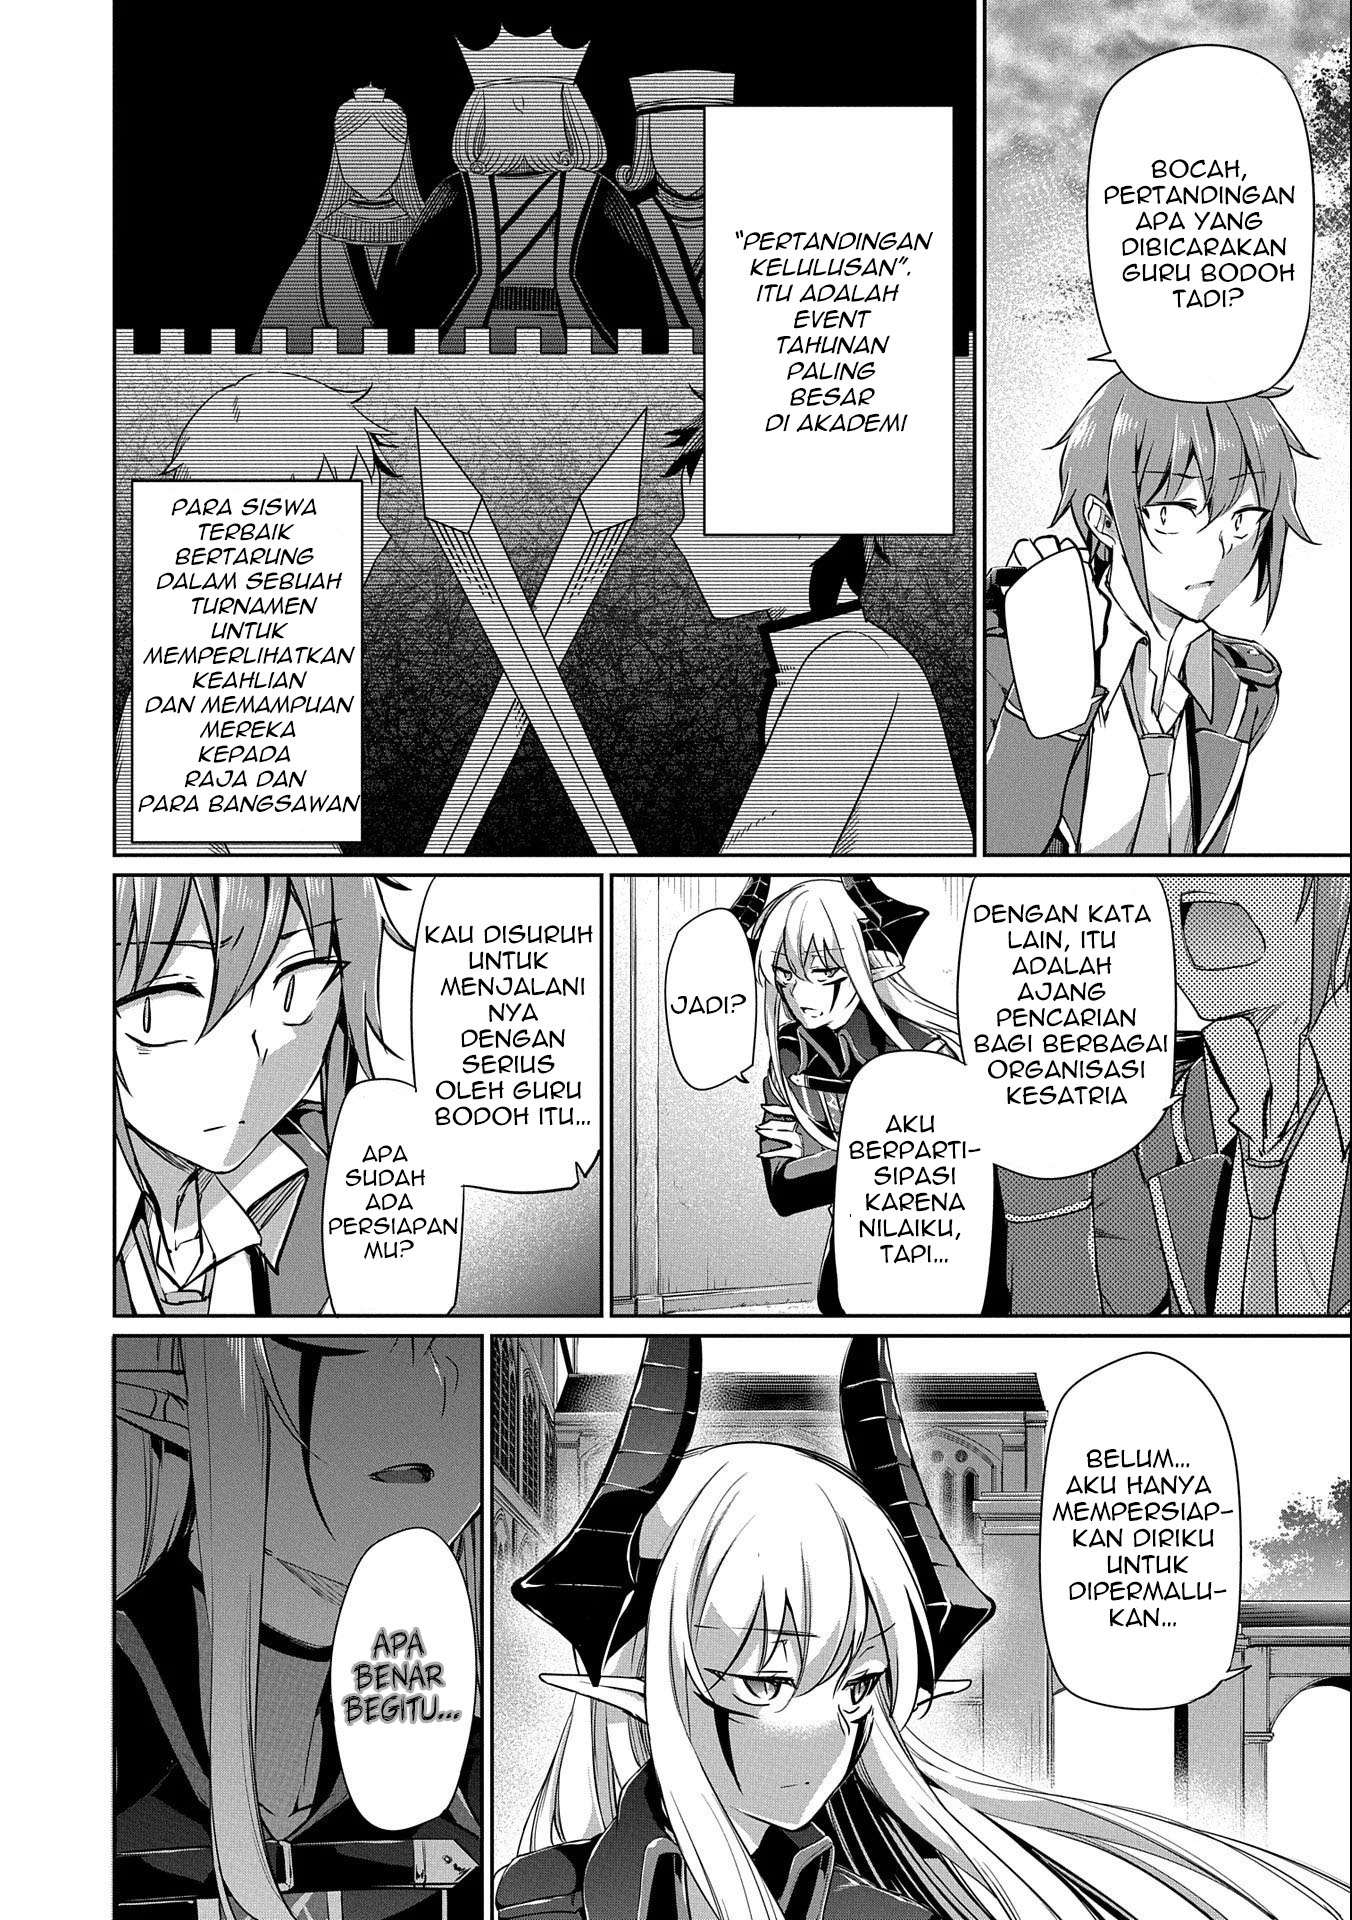 BOCAH,
PERTANDINGAN
APA YANG
DIBICARAKAN
GURU BODOH
TADI?
"PERTANDINGAN
KELULUSAN".
ITU ADALAH
EVENT
TAHUNAN
PALING
BESAR
DI AKADEMI
PARA SISWA
TERBAIK
BERTARUNG
DALAM SEBUAH
TURNAMEN
UNTUK
MEMPERLIHATKAN
KEAHLIAN
DAN MEMAMPUAN
MEREKA
KEPADA
RAJA DAN
PARA BANGSAWAN
DENGAN KATA
LAIN, ITU
ADALAH
AJANG
PENCARIAN
BAGI BERBAGAI
ORGANISASI
KESATRIA
AKU
BERPARTI-
SIPASI
KARENA
NILAIKU,
TAPI...
JADI?
KAU DISURUH
UNTUK
MENJALANI
NYA
DENGAN
SERIUS
OLEH GURU
BODOH ITU...
APA
SUDAH
ADA
PERSIAPAN
MU?
BELUM...
AKU HANYA
MEMPERSIAP-
KAN DIRIKU
UNTUK
DIPERMALU-
KAN...
APA
BENAR
BEGITU...